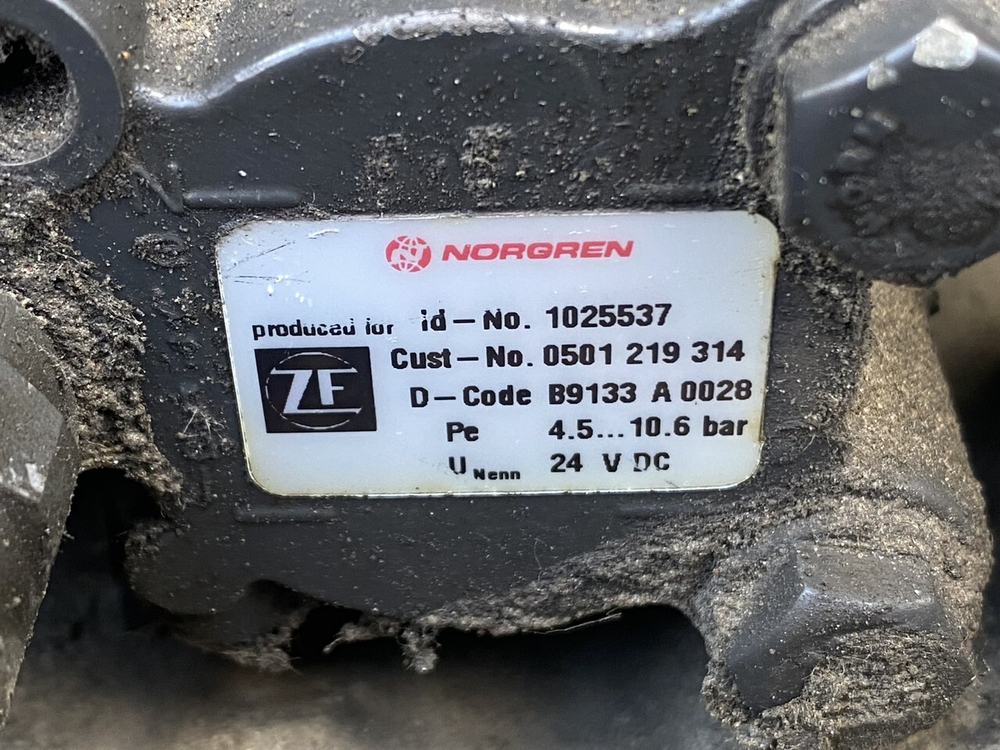 NORGREN
produced for id-No. 1025537
ZF
Cust-No. 0501 219 314
D-Code B9133 A 0028
Pe 4.5...10.6 bar
U Nenn 24 V DC